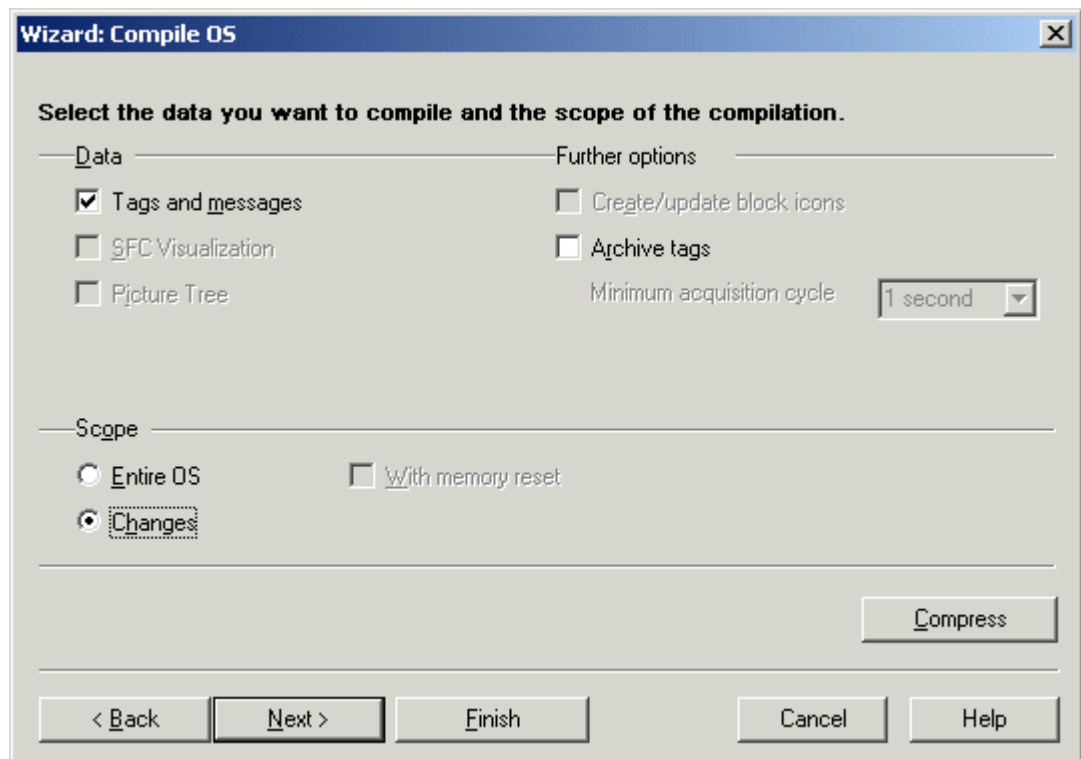 Wizard: Compile OS
Select the data you want to compile and the scope of the compilation.
Data
Further options
Tags and messages
Create/update block icons
SFC Visualization
Archive tags
Picture Tree
Minimum acquisition cycle
1 second
Scope
Entire OS
With memory reset
Changes
Compress
< Back
Next >
Finish
Cancel
Help